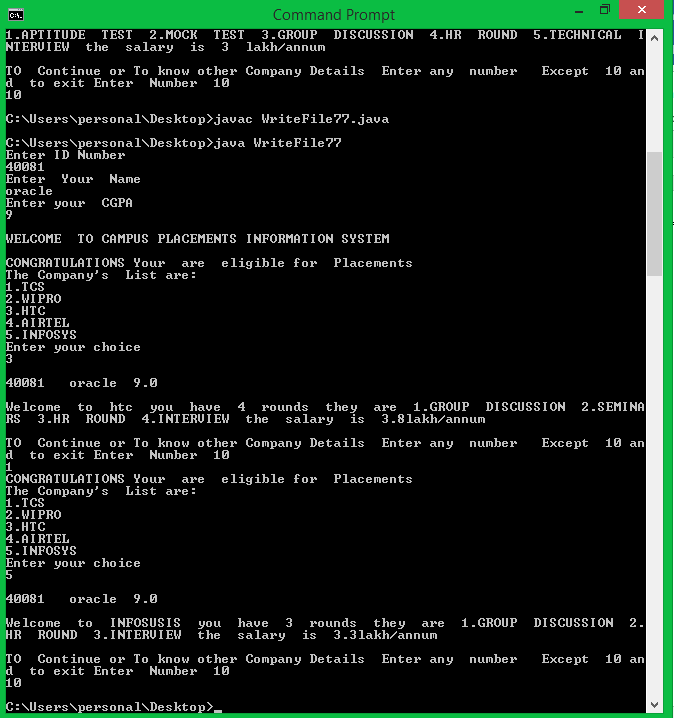 Command Prompt
1.APTITUDE  TEST  2.MOCK  TEST  3.GROUP  DISCUSSION  4.HR  ROUND  5.TECHNICAL  I
NTERVIEW  the  salary  is  3  lakh/annum
TO  Continue or To know other Company Details  Enter any  number   Except  10 an
d  to exit Enter  Number  10
10
C:\Users\personal\Desktop>javac WriteFile77.java
C:\Users\personal\Desktop>java WriteFile77
Enter ID Number
40081
Enter  Your  Name
oracle
Enter your  CGPA
9
WELCOME  TO CAMPUS PLACEMENTS INFORMATION SYSTEM
CONGRATULATIONS Your  are  eligible for  Placements
The Company's  List are:
1.TCS
2.WIPRO
3.HTC
4.AIRTEL
5.INFOSYS
Enter your choice
3
40081   oracle  9.0
Welcome  to  htc  you  have  4  rounds  they  are  1.GROUP  DISCUSSION  2.SEMINA
RS  3.HR  ROUND  4.INTERVIEW  the  salary  is  3.8lakh/annum
TO  Continue or To know other Company Details  Enter any  number   Except  10 an
d  to exit Enter  Number  10
1
CONGRATULATIONS Your  are  eligible for  Placements
The Company's  List are:
1.TCS
2.WIPRO
3.HTC
4.AIRTEL
5.INFOSYS
Enter your choice
5
40081   oracle  9.0
Welcome  to  INFOSUSIS  you  have  3  rounds  they  are  1.GROUP  DISCUSSION  2.
HR  ROUND  3.INTERVIEW  the  salary  is  3.3lakh/annum
TO  Continue or To know other Company Details  Enter any  number   Except  10 an
d  to exit Enter  Number  10
10
C:\Users\personal\Desktop>_